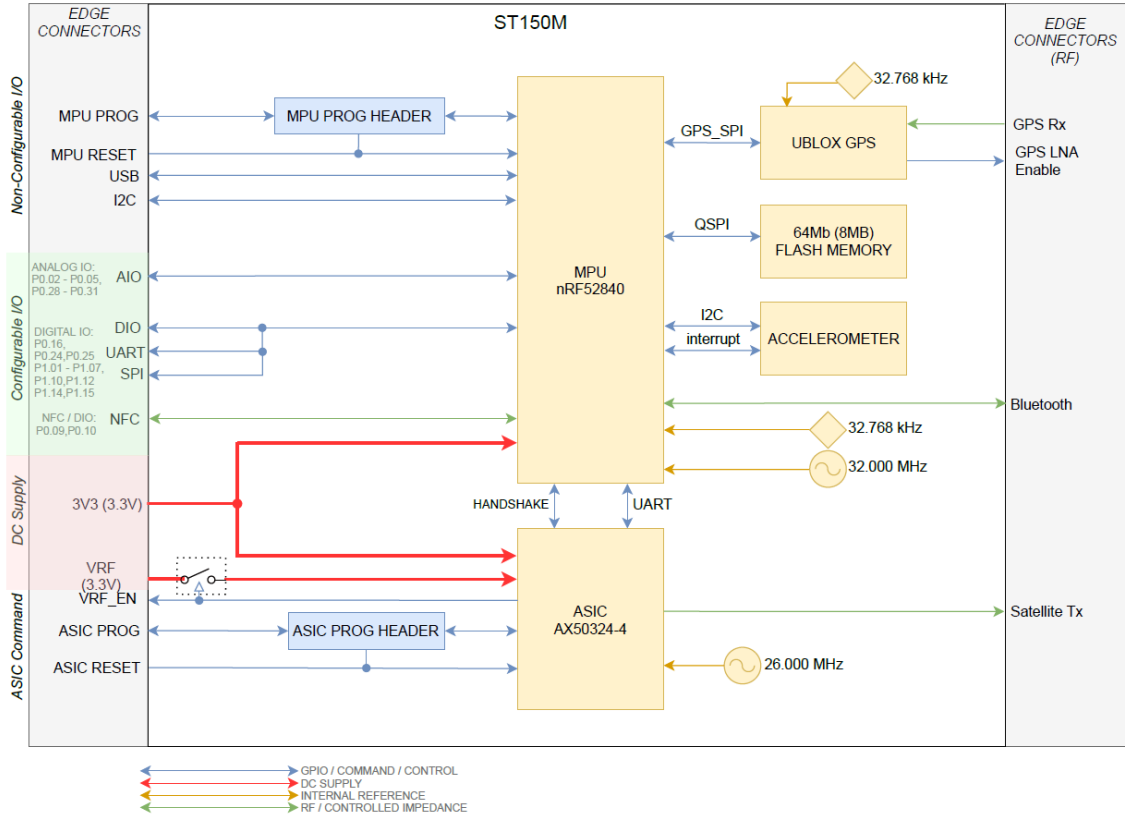 EDGE
CONNECTORS
ST150M
EDGE
CONNECTORS
(RF)
Non-Configurable I/O
MPU PROG
MPU PROG HEADER
MPU RESET
USB
I2C
32.768 kHz
GPS_SPI
UBLOX GPS
GPS Rx
GPS LNA
Enable
QSPI
64Mb (8MB)
FLASH MEMORY
MPU
nRF52840
Configurable I/O
ANALOG IO:
P0.02 - P0.05,
P0.28 - P0.31
AIO
DIGITAL IO:
P0.16,
P0.24,P0.25
P1.01 - P1.07,
P1.10,P1.12
P1.14,P1.15
DIO
UART
SPI
I2C
interrupt
ACCELEROMETER
NFC / DIO:
P0.09,P0.10
NFC
Bluetooth
32.768 kHz
32.000 MHz
DC Supply
3V3 (3.3V)
HANDSHAKE
UART
VRF
(3.3V)
ASIC Command
VRF_EN
ASIC PROG
ASIC PROG HEADER
ASIC RESET
ASIC
AX50324-4
Satellite Tx
26.000 MHz
GPIO / COMMAND / CONTROL
DC SUPPLY
INTERNAL REFERENCE
RF / CONTROLLED IMPEDANCE